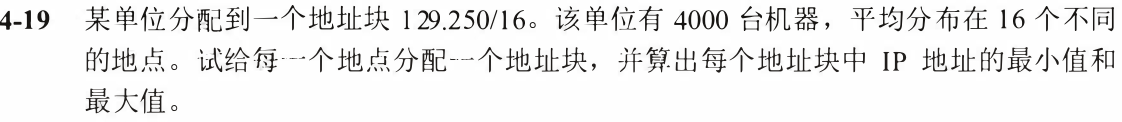 4-19 某单位分配到一个地址块 129.250/16。该单位有 4000 台机器，平均分布在 16 个不同
的地点。试给每一个地点分配一个地址块，并算出每个地址块中 IP 地址的最小值和
最大值。